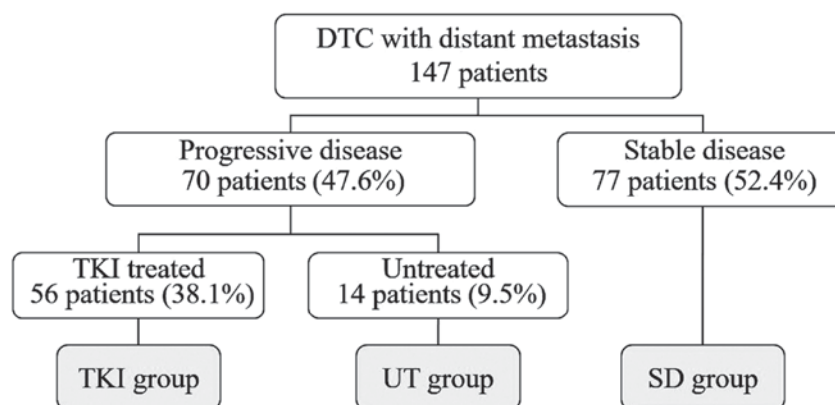 DTC with distant metastasis
147 patients
Progressive disease
70 patients (47.6%)
Stable disease
77 patients (52.4%)
TKI treated
56 patients (38.1%)
Untreated
14 patients (9.5%)
TKI group
UT group
SD group